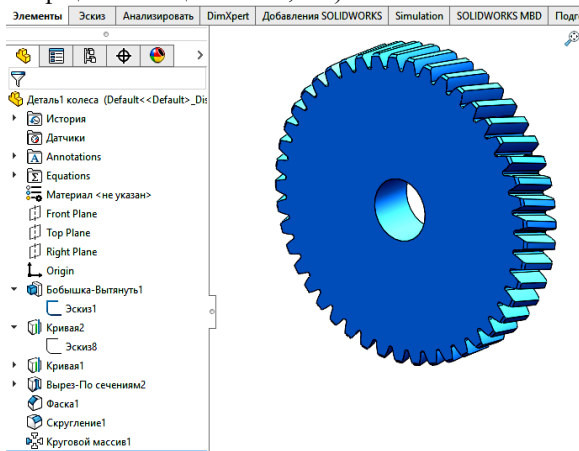 Элементы Эскиз Анализировать DimXpert Добавления SOLIDWORKS Simulation SOLIDWORKS MBD Подго
Деталь1 колеса (Default<<Default>_Dis
История
Датчики
Annotations
Equations
Материал <не указан>
Front Plane
Top Plane
Right Plane
Origin
Бобышка-Вытянуть1
Эскиз1
Кривая2
Эскиз8
Кривая1
Вырез-По сечениям2
Фаска1
Скругление1
Круговой массив1